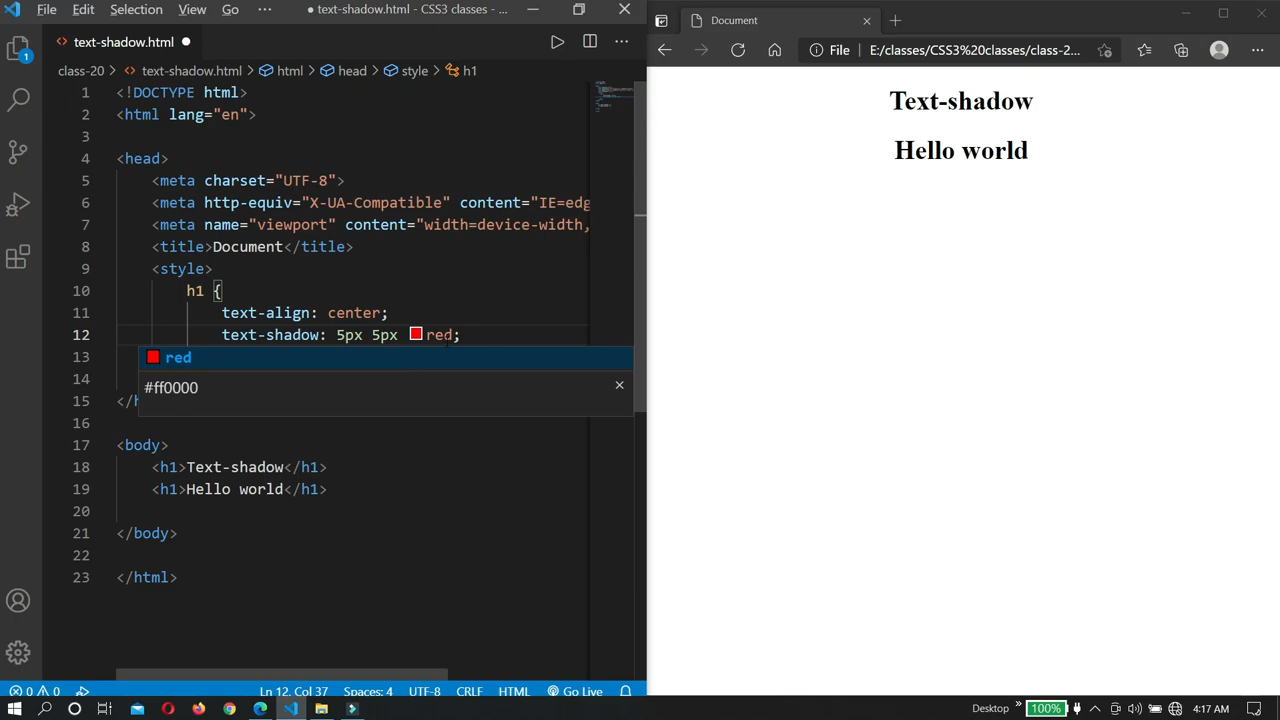 File Edit Selection View Go ··· ● text-shadow.html - CSS3 classes - ...
text-shadow.html ●
class-20 > text-shadow.html > html > head > style > h1
1 <!DOCTYPE html>
2 <html lang="en">
3
4 <head>
5 <meta charset="UTF-8">
6 <meta http-equiv="X-UA-Compatible" content="IE=edg
7 <meta name="viewport" content="width=device-width,
8 <title>Document</title>
9 <style>
10 h1 {
11 text-align: center;
12 text-shadow: 5px 5px red;
13
red
14
#ff0000
15 </h
16
17 <body>
18 <h1>Text-shadow</h1>
19 <h1>Hello world</h1>
20
21 </body>
22
23 </html>
1
0 0 Ln 12, Col 37 Spaces: 4 UTF-8 CRLF HTML Go Live
Document
File E:/classes/CSS3%20classes/class-2...
Text-shadow
Hello world
Desktop » 100% 4:17 AM